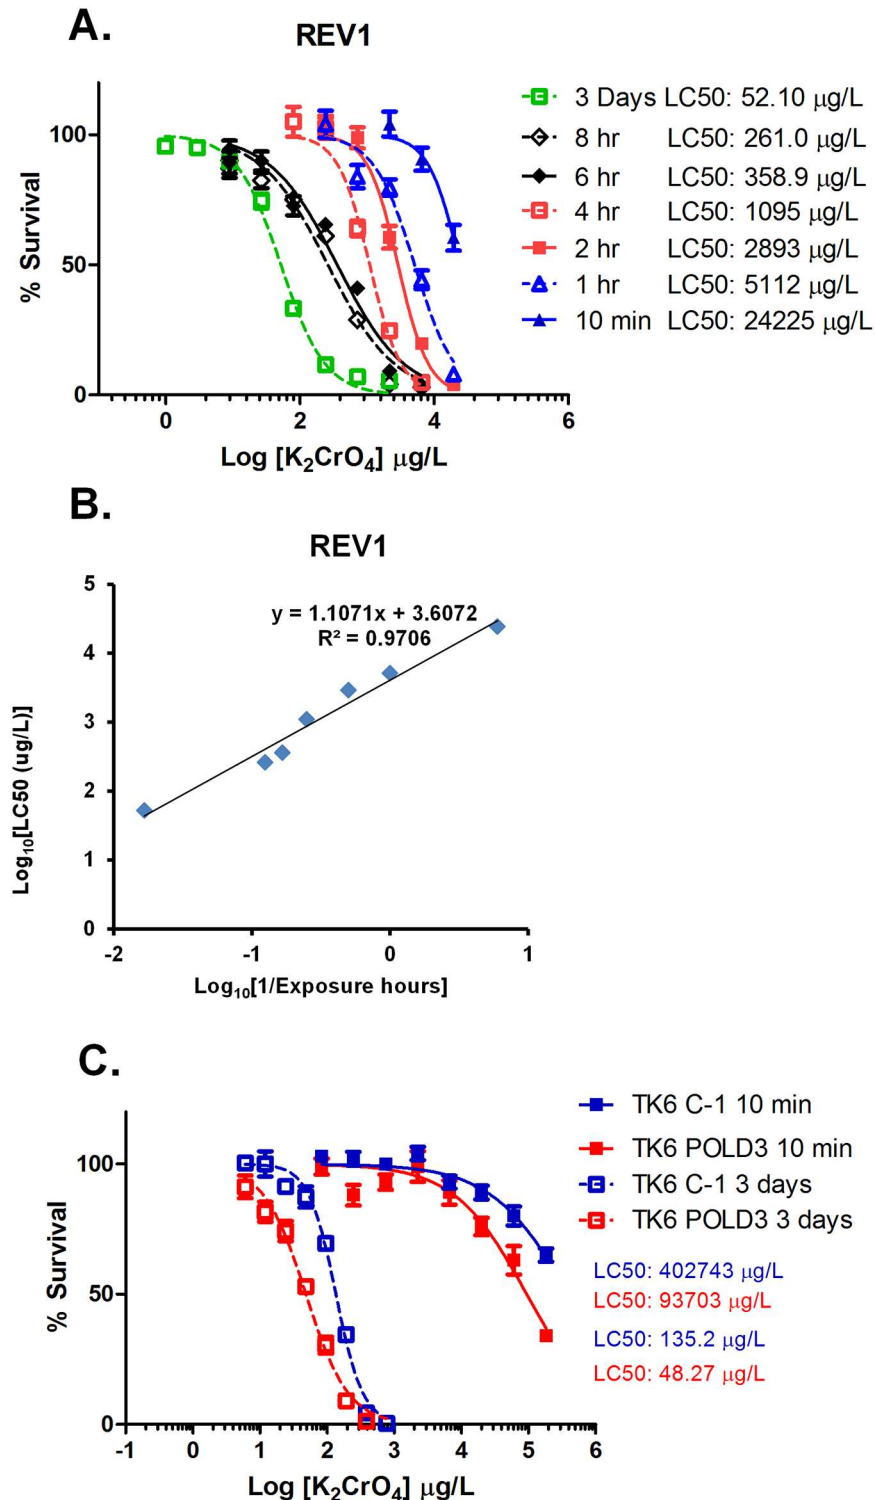 A.
REV1
3 Days LC50: 52.10 μg/L
8 hr LC50: 261.0 μg/L
6 hr LC50: 358.9 μg/L
4 hr LC50: 1095 μg/L
2 hr LC50: 2893 μg/L
1 hr LC50: 5112 μg/L
10 min LC50: 24225 μg/L
% Survival
100
50
0
0 2 4 6
Log [K₂CrO₄] μg/L
B.
REV1
y = 1.1071x + 3.6072
R² = 0.9706
Log₁₀[LC50 (ug/L)]
5
4
3
2
1
0
-2 -1 0 1
Log₁₀[1/Exposure hours]
C.
TK6 C-1 10 min
TK6 POLD3 10 min
TK6 C-1 3 days
TK6 POLD3 3 days
LC50: 402743 μg/L
LC50: 93703 μg/L
LC50: 135.2 μg/L
LC50: 48.27 μg/L
% Survival
100
50
0
-1 0 1 2 3 4 5 6
Log [K₂CrO₄] μg/L